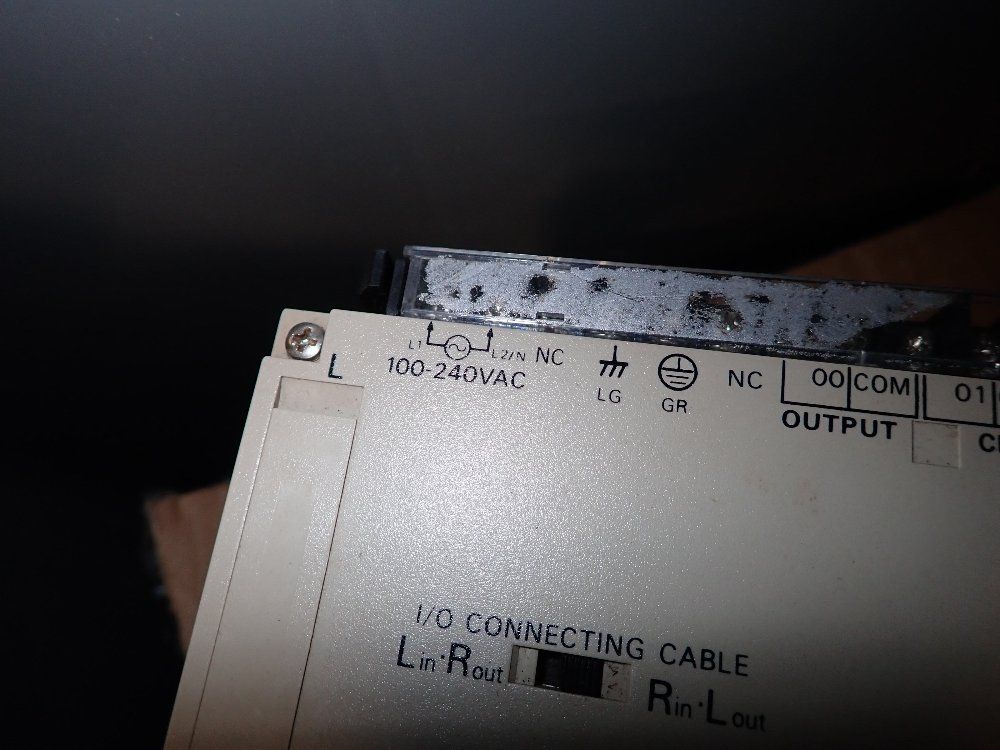 L
L1 L2/N NC
100-240VAC
LG
GR
NC
00 COM 01
OUTPUT
I/O CONNECTING CABLE
Lin·Rout
Rin·Lout